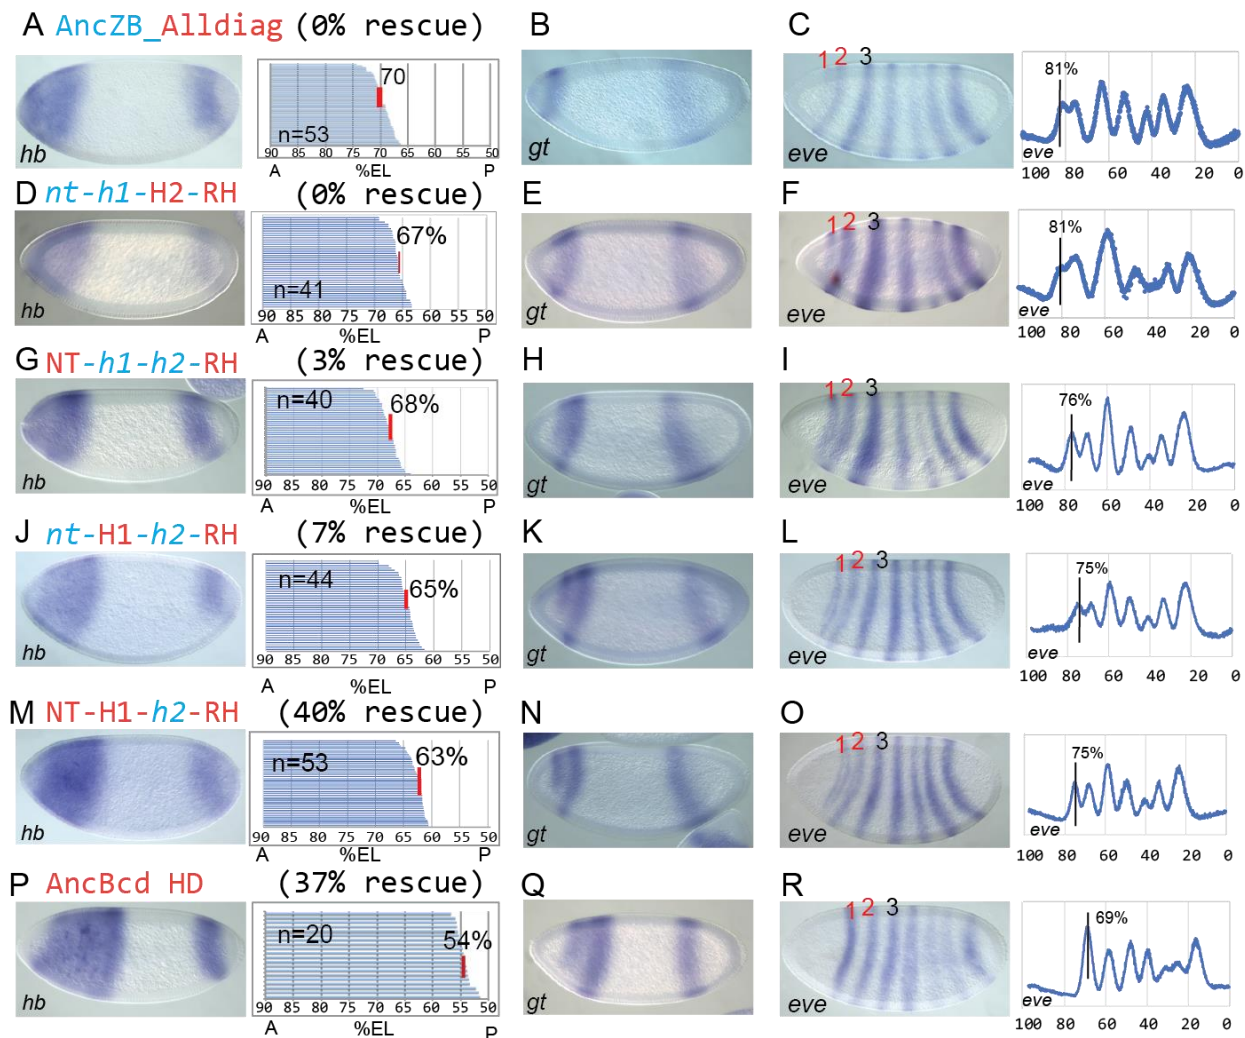 A AncZB_Alldiag (0% rescue) B C
hb
70
n=53
90 85 80 75 70 65 60 55 50
A %EL P
gt
1 2 3
eve
81%
eve
100 80 60 40 20 0
D nt-h1-H2-RH (0% rescue) E F
hb
67%
n=41
90 85 80 75 70 65 60 55 50
A %EL P
gt
1 2 3
eve
81%
eve
100 80 60 40 20 0
G NT-h1-h2-RH (3% rescue) H I
hb
n=40
68%
90 85 80 75 70 65 60 55 50
A %EL P
gt
1 2 3
eve
76%
eve
100 80 60 40 20 0
J nt-H1-h2-RH (7% rescue) K L
hb
n=44
65%
90 85 80 75 70 65 60 55 50
A %EL P
gt
1 2 3
eve
75%
eve
100 80 60 40 20 0
M NT-H1-h2-RH (40% rescue) N O
hb
63%
n=53
90 85 80 75 70 65 60 55 50
A %EL P
gt
1 2 3
eve
75%
eve
100 80 60 40 20 0
P AncBcd HD (37% rescue) Q R
hb
n=20
54%
90 85 80 75 70 65 60 55 50
A %EL P
gt
1 2 3
eve
69%
eve
100 80 60 40 20 0